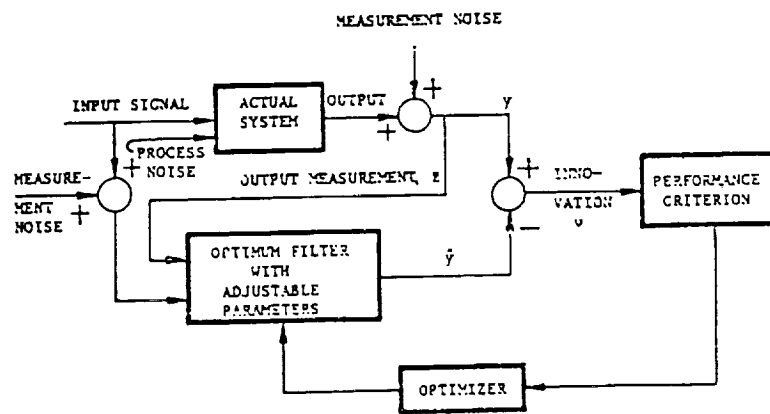 MEASUREMENT NOISE
INPUT SIGNAL
ACTUAL
SYSTEM
OUTPUT
+
+
y
PROCESS
NOISE
+
MEASURE-
MENT
NOISE
+
OUTPUT MEASUREMENT, z
+
INNO-
VATION
υ
-
PERFORMANCE
CRITERION
OPTIMUM FILTER
WITH
ADJUSTABLE
PARAMETERS
ŷ
OPTIMIZER